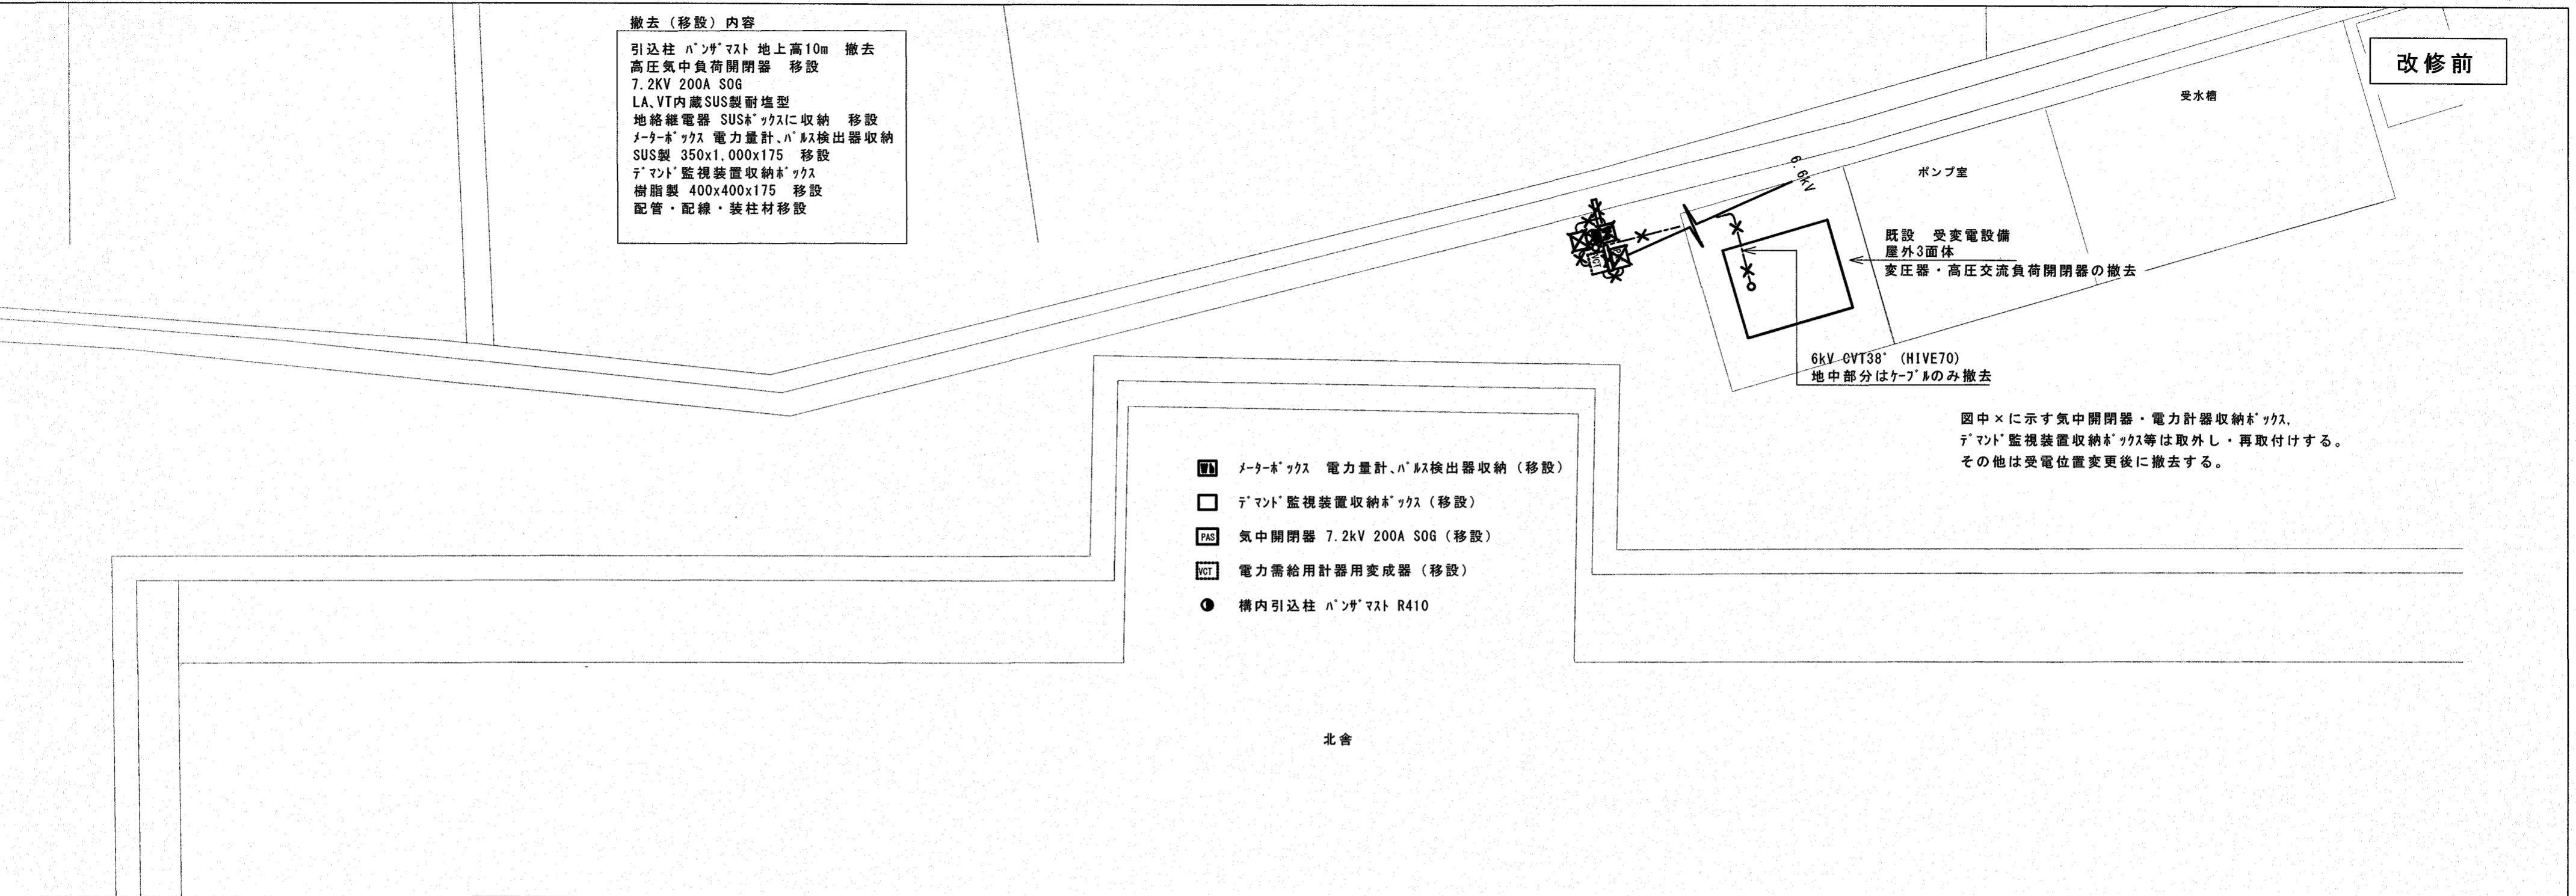 撤去（移設）内容
引込柱 ﾊﾟﾝｻﾞﾏｽﾄ 地上高10m 撤去
高圧気中負荷開閉器 移設
7.2KV 200A SOG
LA、VT内蔵SUS製耐塩型
地絡継電器 SUSﾎﾞｯｸｽに収納 移設
ﾒｰﾀｰﾎﾞｯｸｽ 電力量計、ﾊﾟﾙｽ検出器収納
SUS製 350x1,000x175 移設
ﾃﾞﾏﾝﾄﾞ監視装置収納ﾎﾞｯｸｽ
樹脂製 400x400x175 移設
配管・配線・装柱材移設
改修前
受水槽
ポンプ室
6.6kV
VCT
既設 受変電設備
屋外3面体
変圧器・高圧交流負荷開閉器の撤去
6kV CVT38゜ (HIVE70)
地中部分はｹｰﾌﾞﾙのみ撤去
図中×に示す気中開閉器・電力計器収納ﾎﾞｯｸｽ,
ﾃﾞﾏﾝﾄﾞ監視装置収納ﾎﾞｯｸｽ等は取外し・再取付けする。
その他は受電位置変更後に撤去する。
ﾒｰﾀｰﾎﾞｯｸｽ 電力量計、ﾊﾟﾙｽ検出器収納（移設）
ﾃﾞﾏﾝﾄﾞ監視装置収納ﾎﾞｯｸｽ（移設）
PAS 気中開閉器 7.2kV 200A SOG（移設）
VCT 電力需給用計器用変成器（移設）
構内引込柱 ﾊﾟﾝｻﾞﾏｽﾄ R410
北舎